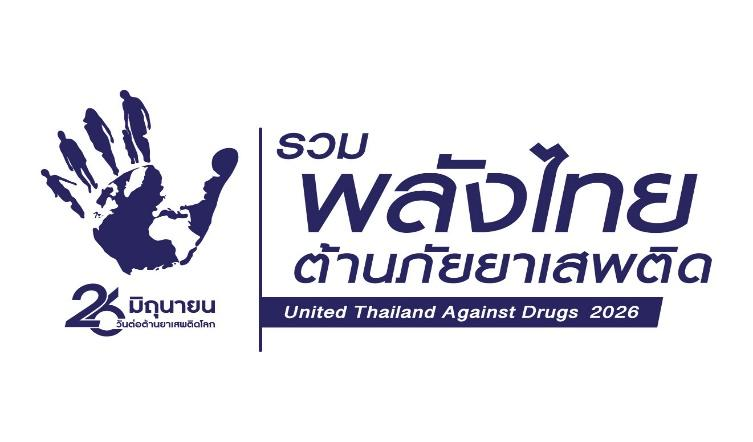 26 มิถุนายน
วันต่อต้านยาเสพติดโลก
รวม
พลังไทย
ต้านภัยยาเสพติด
United Thailand Against Drugs 2026